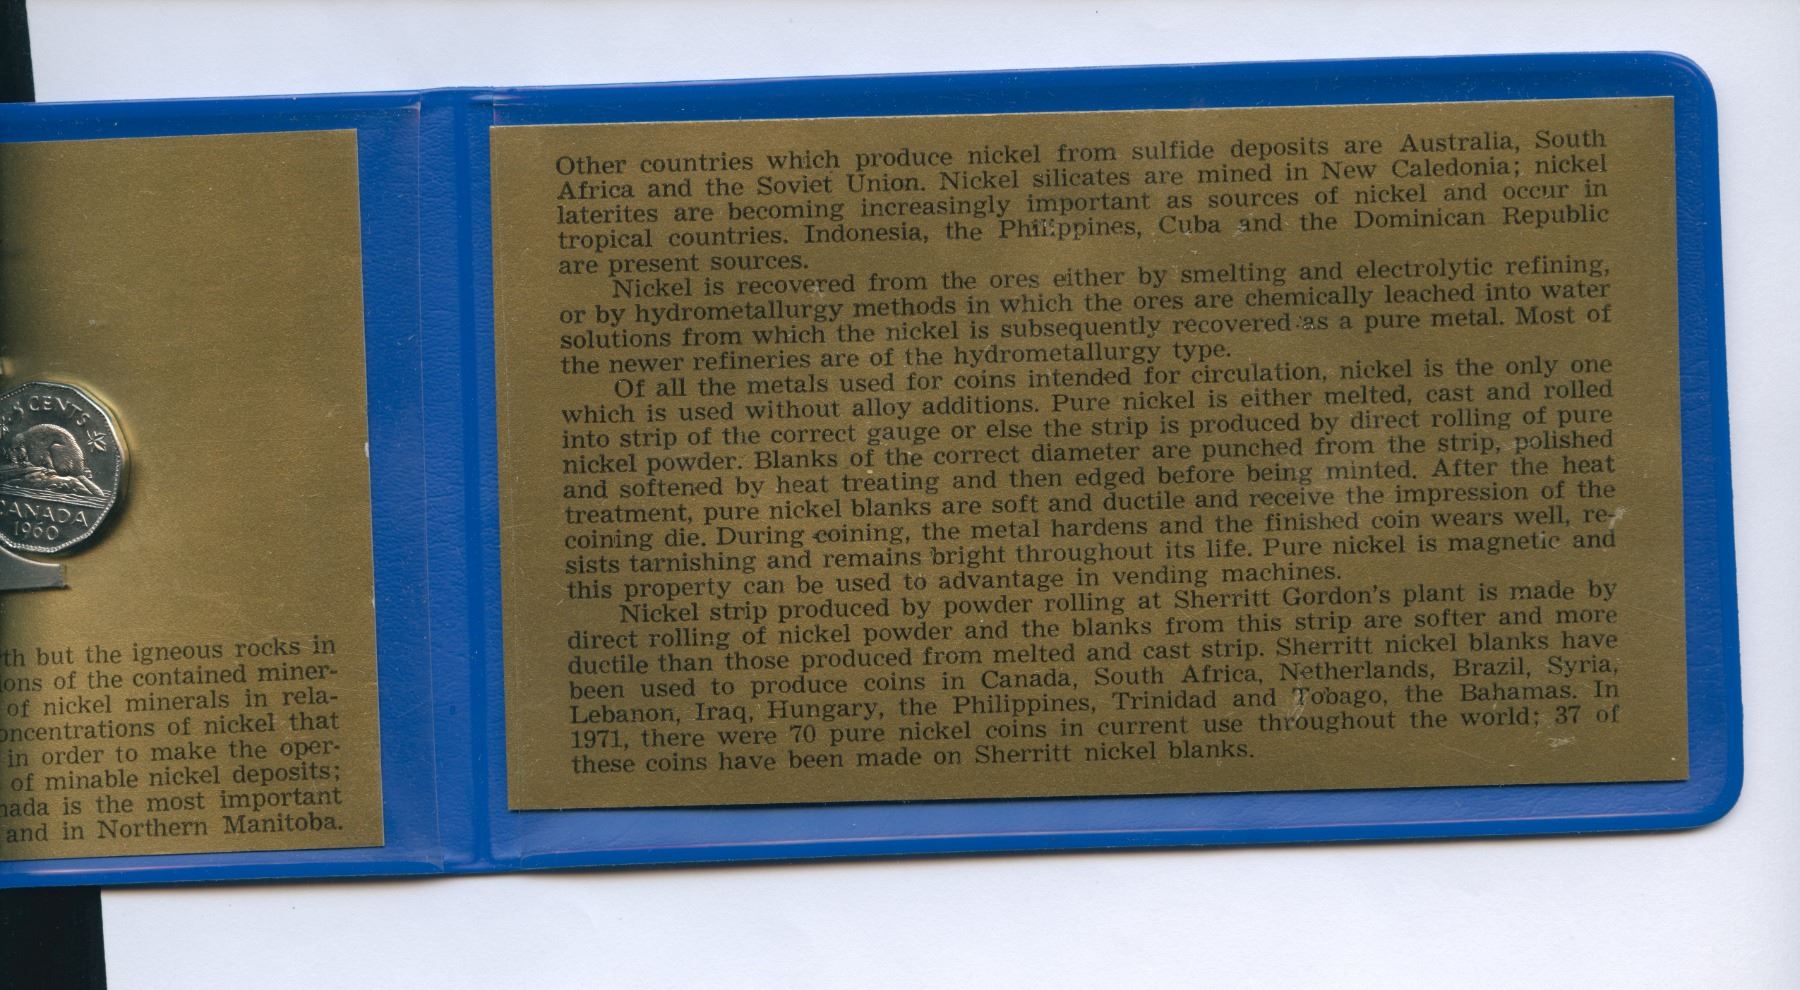 5 CENTS
CANADA
1960
th but the igneous rocks in
ons of the contained miner-
of nickel minerals in rela-
oncentrations of nickel that
in order to make the oper-
of minable nickel deposits;
nada is the most important
and in Northern Manitoba.
Other countries which produce nickel from sulfide deposits are Australia, South
Africa and the Soviet Union. Nickel silicates are mined in New Caledonia; nickel
laterites are becoming increasingly important as sources of nickel and occur in
tropical countries. Indonesia, the Philippines, Cuba and the Dominican Republic
are present sources.
Nickel is recovered from the ores either by smelting and electrolytic refining,
or by hydrometallurgy methods in which the ores are chemically leached into water
solutions from which the nickel is subsequently recovered as a pure metal. Most of
the newer refineries are of the hydrometallurgy type.
Of all the metals used for coins intended for circulation, nickel is the only one
which is used without alloy additions. Pure nickel is either melted, cast and rolled
into strip of the correct gauge or else the strip is produced by direct rolling of pure
nickel powder. Blanks of the correct diameter are punched from the strip, polished
and softened by heat treating and then edged before being minted. After the heat
treatment, pure nickel blanks are soft and ductile and receive the impression of the
coining die. During coining, the metal hardens and the finished coin wears well, re-
sists tarnishing and remains bright throughout its life. Pure nickel is magnetic and
this property can be used to advantage in vending machines.
Nickel strip produced by powder rolling at Sherritt Gordon's plant is made by
direct rolling of nickel powder and the blanks from this strip are softer and more
ductile than those produced from melted and cast strip. Sherritt nickel blanks have
been used to produce coins in Canada, South Africa, Netherlands, Brazil, Syria,
Lebanon, Iraq, Hungary, the Philippines, Trinidad and Tobago, the Bahamas. In
1971, there were 70 pure nickel coins in current use throughout the world; 37 of
these coins have been made on Sherritt nickel blanks.